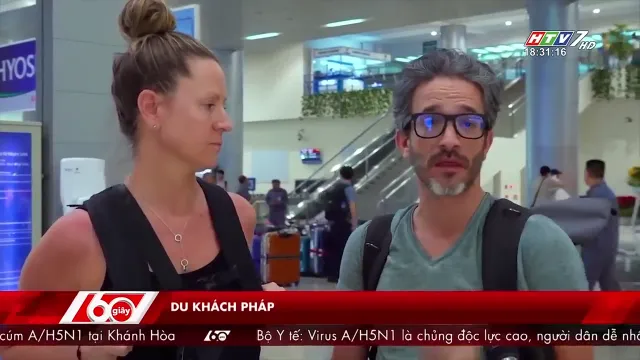 HYOS
HTV7 HD
18:31:16
60 giây
DU KHÁCH PHÁP
cúm A/H5N1 tại Khánh Hòa
60
Bộ Y tế: Virus A/H5N1 là chủng độc lực cao, người dân dễ